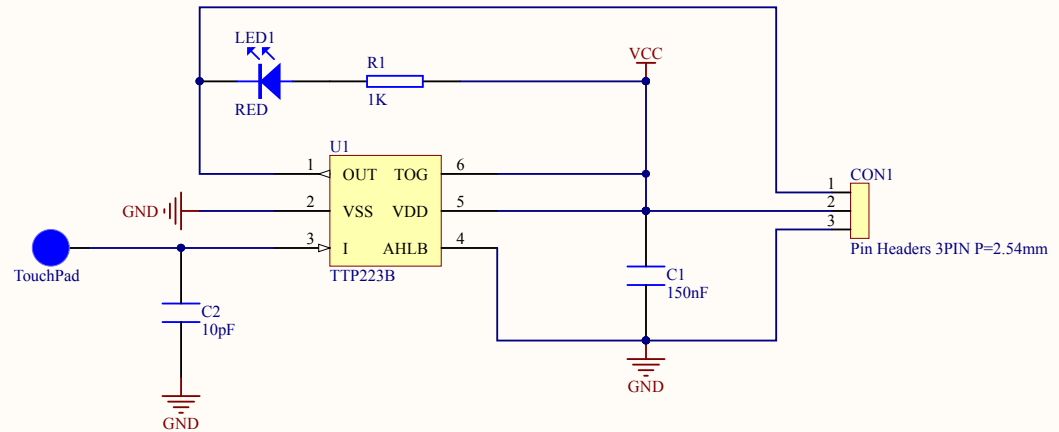 LED1
RED
R1
1K
VCC
U1
1 OUT TOG 6
2 VSS VDD 5
3 I AHLB 4
TTP223B
GND
TouchPad
C2
10pF
GND
C1
150nF
GND
CON1
1
2
3
Pin Headers 3PIN P=2.54mm